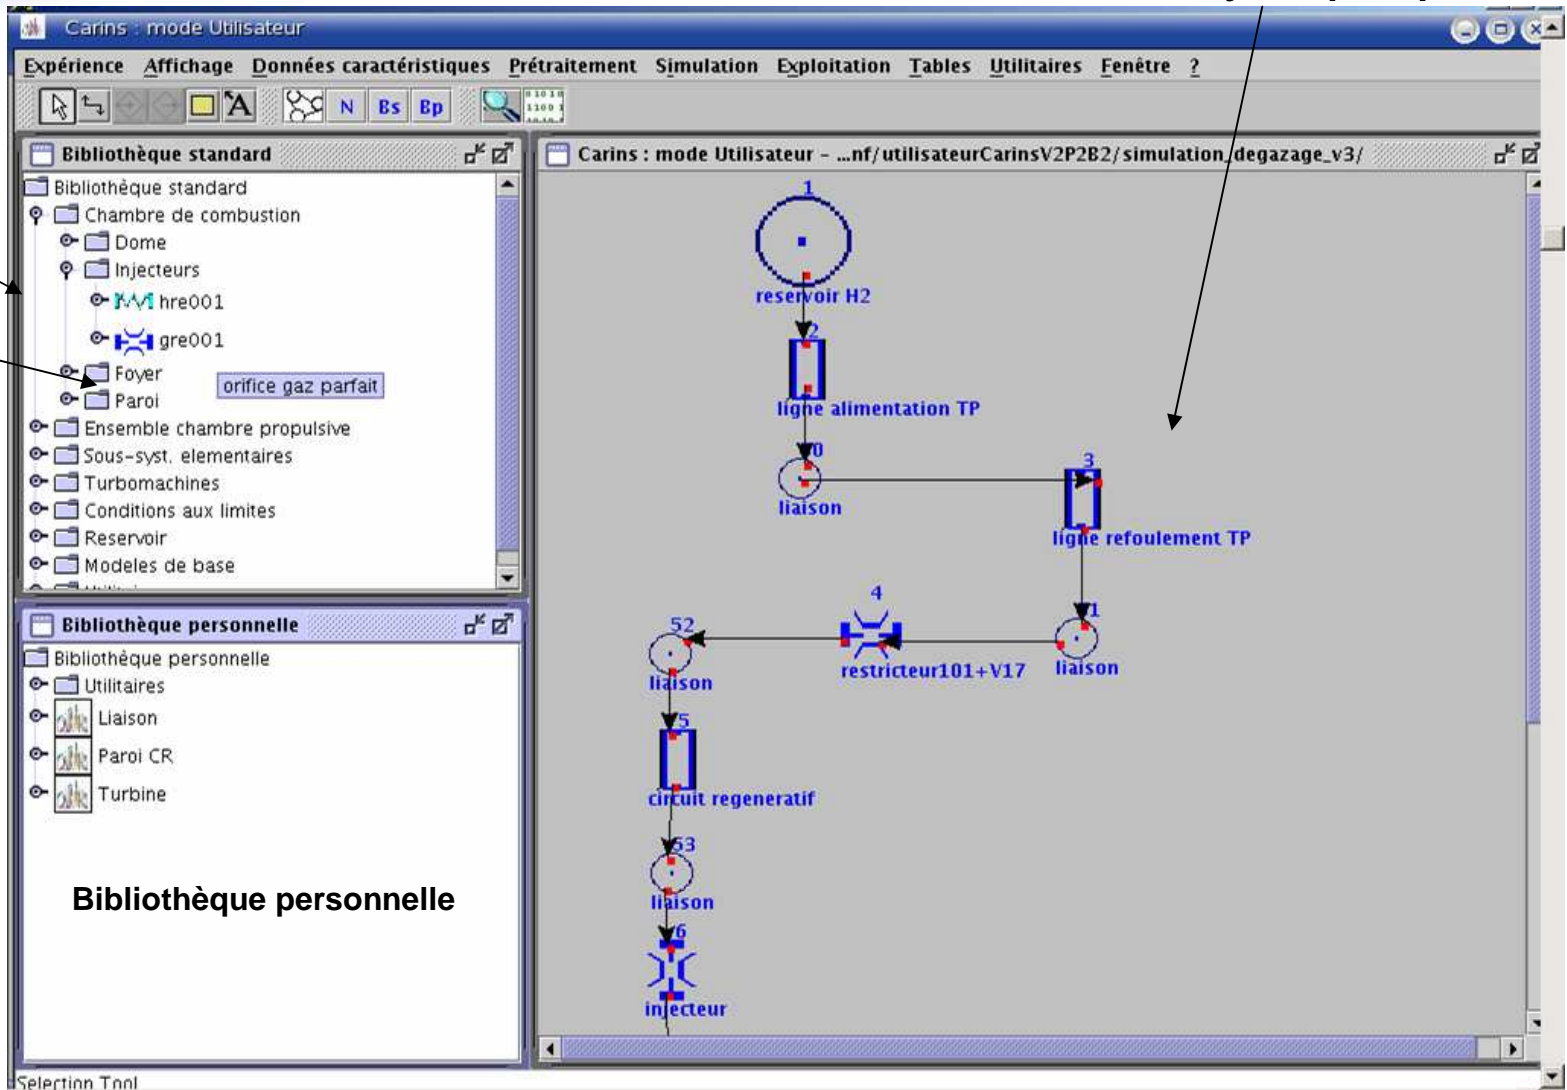 Carins : mode Utilisateur
Expérience Affichage Données caractéristiques Prétraitement Simulation Exploitation Tables Utilitaires Fenêtre ?
A N Bs Bp
Bibliothèque standard
Bibliothèque standard
Chambre de combustion
Dome
Injecteurs
hre001
gre001
Foyer
orifice gaz parfait
Paroi
Ensemble chambre propulsive
Sous-syst. elementaires
Turbomachines
Conditions aux limites
Reservoir
Modeles de base
Bibliothèque personnelle
Bibliothèque personnelle
Utilitaires
Liaison
Paroi CR
Turbine
Bibliothèque personnelle
Carins : mode Utilisateur - ...nf/utilisateurCarinsV2P2B2/simulation_degazage_v3/
1
reservoir H2
2
ligne alimentation TP
0
liaison
3
ligne refoulement TP
1
liaison
4
restricteur101+V17
52
liaison
5
circuit regeneratif
53
liaison
6
injecteur
Selection Tool